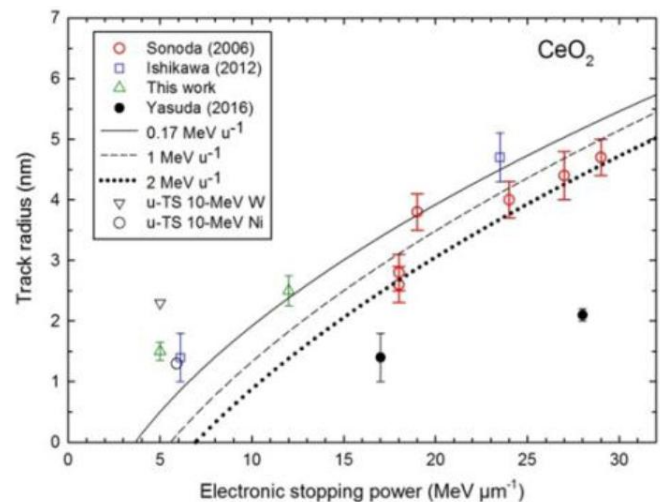 7
6
5
4
3
2
1
0
Track radius (nm)
CeO₂
Sonoda (2006)
Ishikawa (2012)
This work
Yasuda (2016)
0.17 MeV u⁻¹
1 MeV u⁻¹
2 MeV u⁻¹
u-TS 10-MeV W
u-TS 10-MeV Ni
0 5 10 15 20 25 30
Electronic stopping power (MeV μm⁻¹)